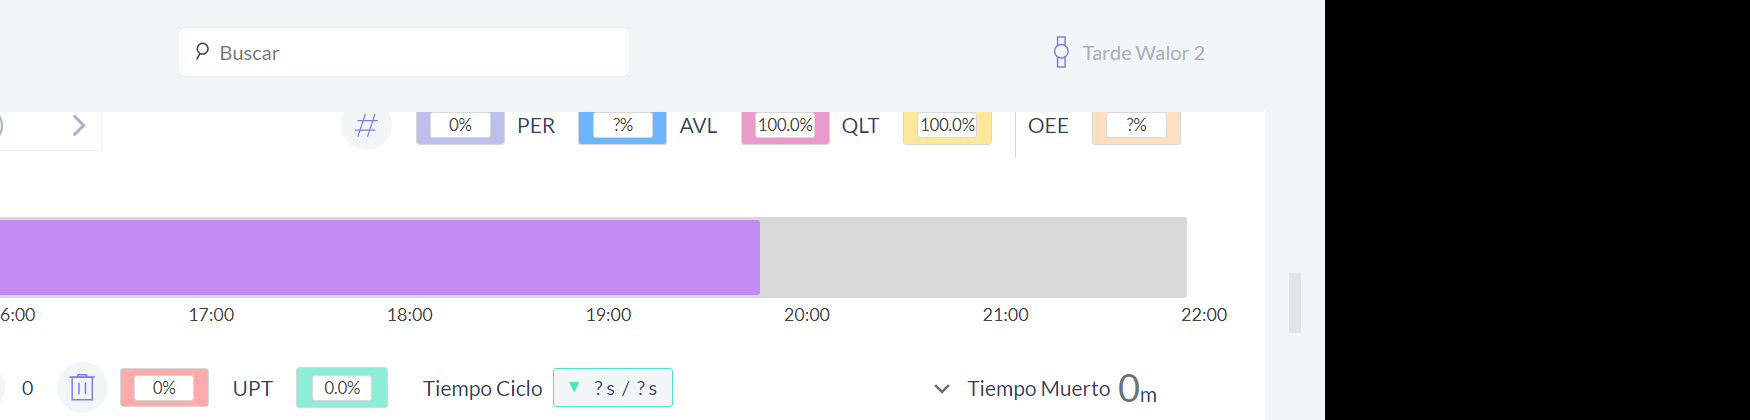 Buscar Tarde Walor 2
# 0% PER ?% AVL 100.0% QLT 100.0% OEE ?%
6:00 17:00 18:00 19:00 20:00 21:00 22:00
0 0% UPT 0.0% Tiempo Ciclo ▼ ?s / ?s Tiempo Muerto 0m